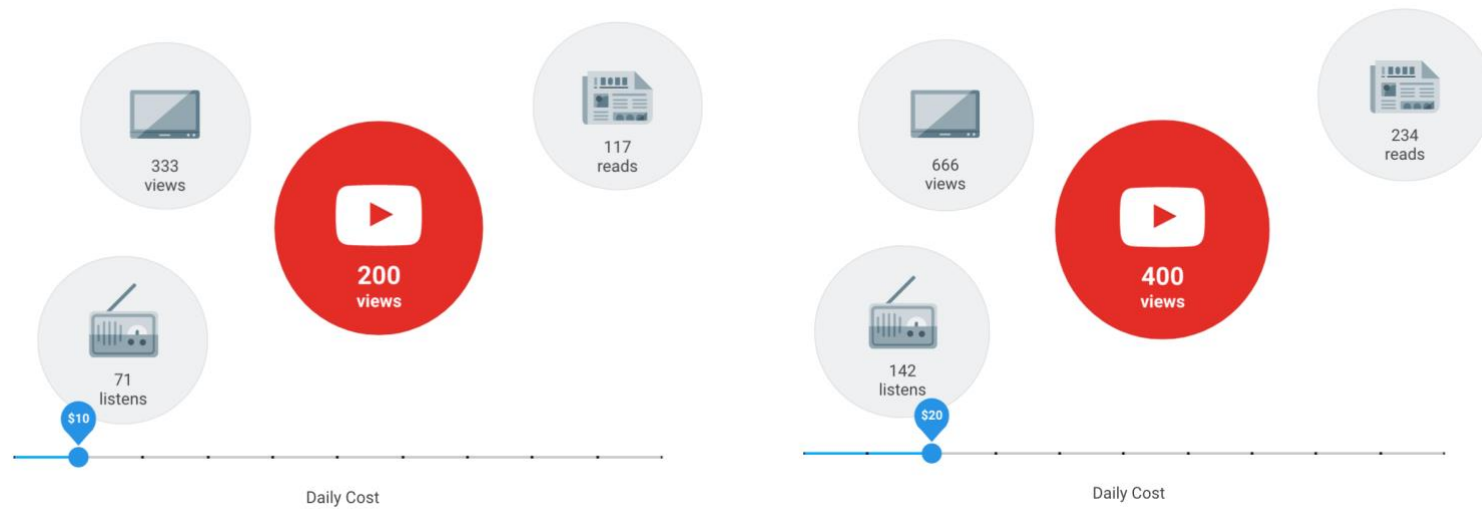 333
views
117
reads
200
views
71
listens
$10
Daily Cost
666
views
234
reads
400
views
142
listens
$20
Daily Cost